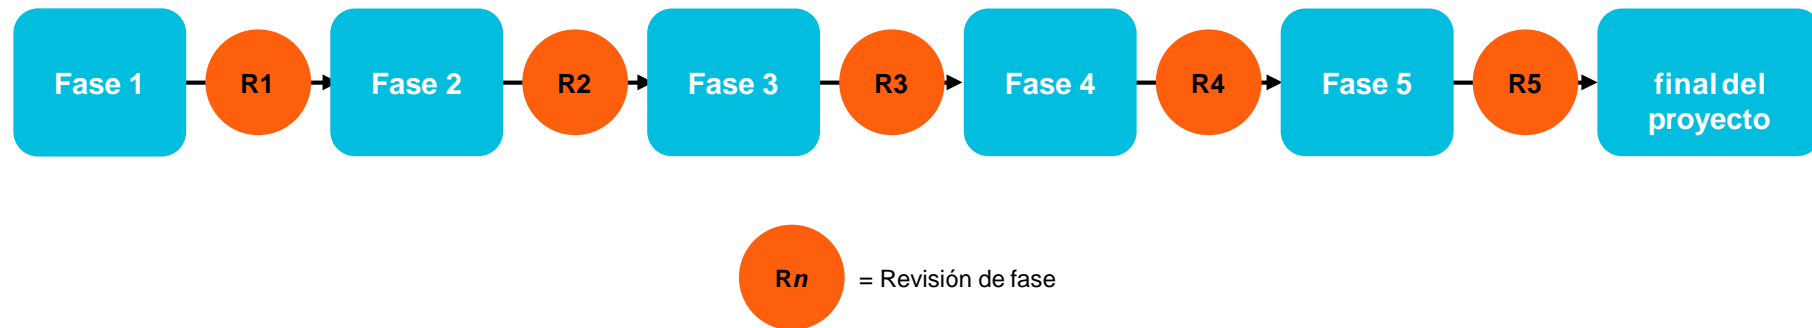 Fase 1
R1
Fase 2
R2
Fase 3
R3
Fase 4
R4
Fase 5
R5
final del
proyecto
Rn
= Revisión de fase